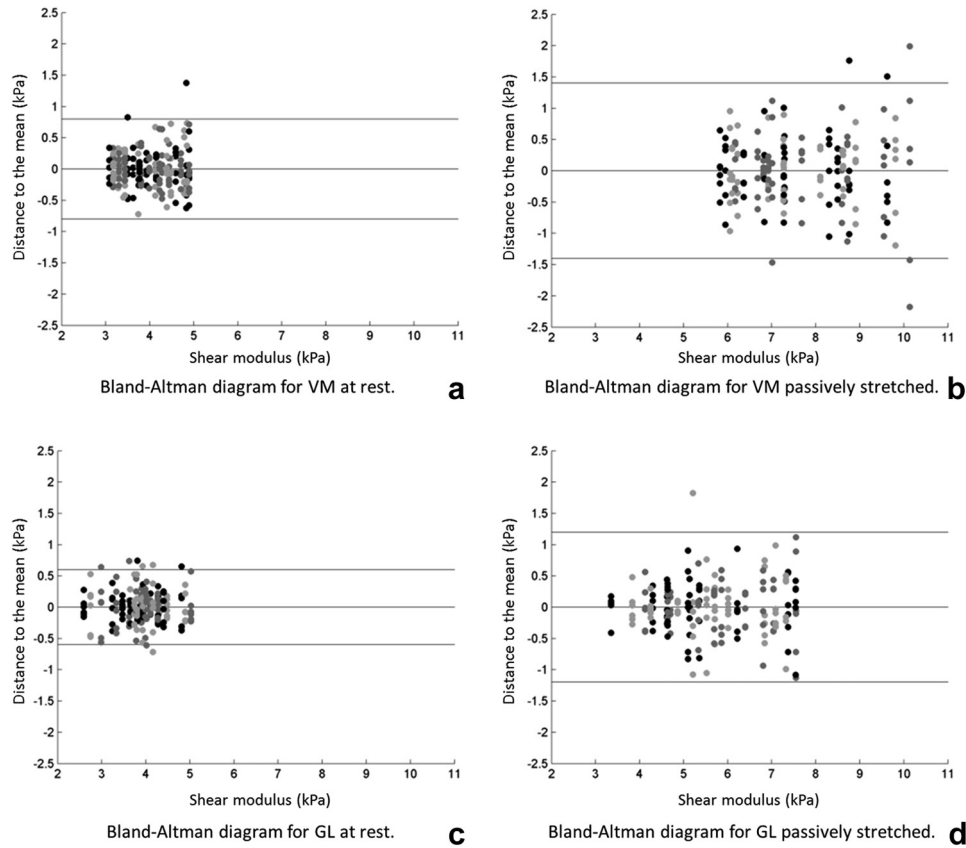 2.5
2
1.5
1
0.5
0
-0.5
-1
-1.5
-2
-2.5
Distance to the mean (kPa)
2 3 4 5 6 7 8 9 10 11
Shear modulus (kPa)
Bland-Altman diagram for VM at rest.
a
2.5
2
1.5
1
0.5
0
-0.5
-1
-1.5
-2
-2.5
Distance to the mean (kPa)
2 3 4 5 6 7 8 9 10 11
Shear modulus (kPa)
Bland-Altman diagram for VM passively stretched.
b
2.5
2
1.5
1
0.5
0
-0.5
-1
-1.5
-2
-2.5
Distance to the mean (kPa)
2 3 4 5 6 7 8 9 10 11
Shear modulus (kPa)
Bland-Altman diagram for GL at rest.
c
2.5
2
1.5
1
0.5
0
-0.5
-1
-1.5
-2
-2.5
Distance to the mean (kPa)
2 3 4 5 6 7 8 9 10 11
Shear modulus (kPa)
Bland-Altman diagram for GL passively stretched.
d